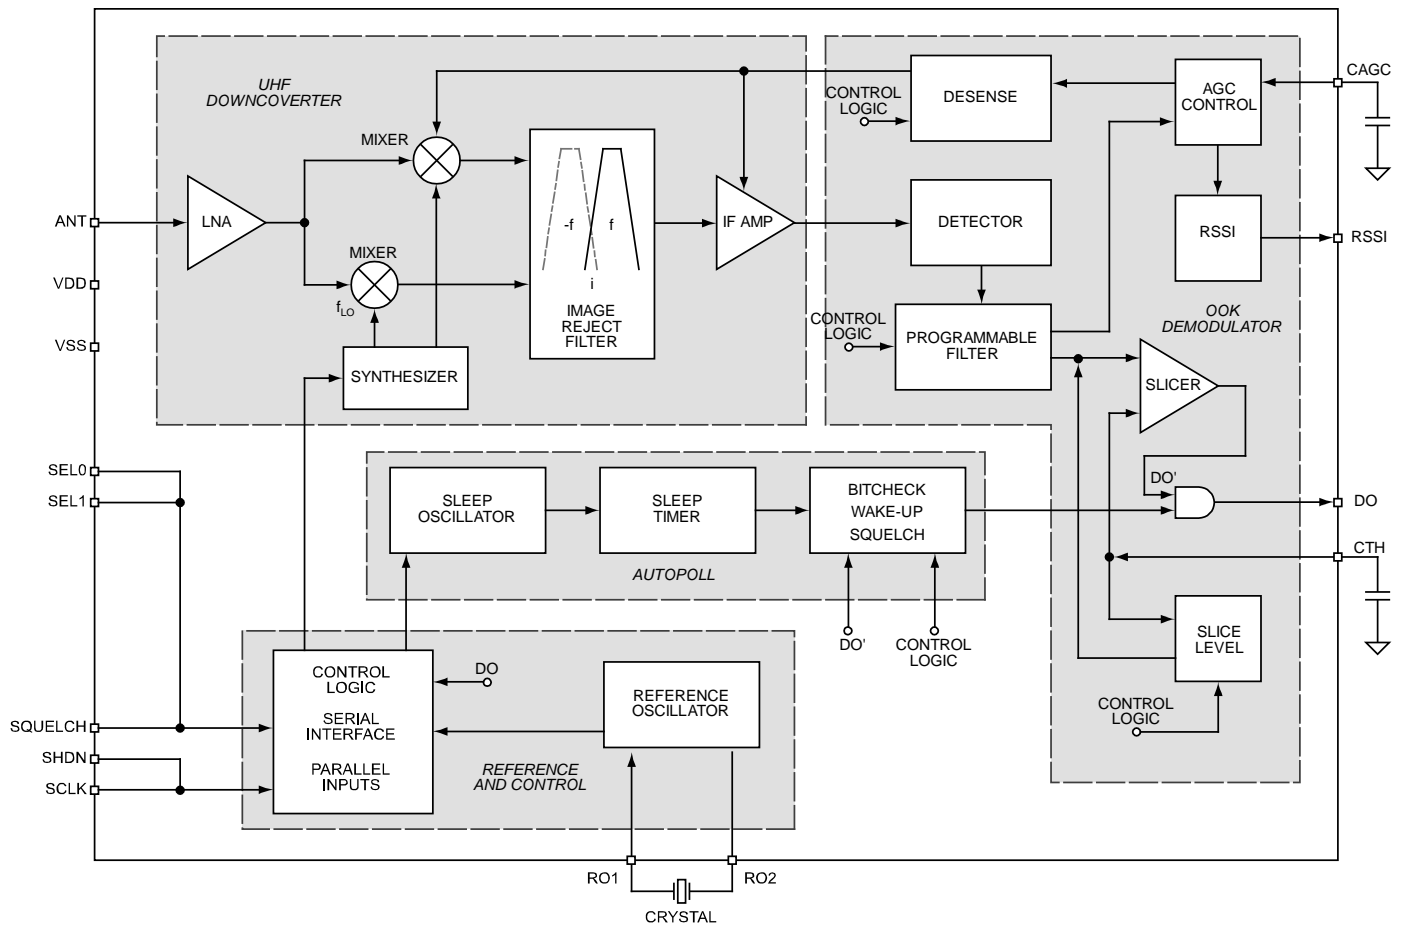 UHF
DOWNCOVERTER
MIXER
LNA
MIXER
fLO
SYNTHESIZER
-f
f
i
IMAGE
REJECT
FILTER
IF AMP
CONTROL
LOGIC
DESENSE
AGC
CONTROL
CAGC
DETECTOR
RSSI
RSSI
CONTROL
LOGIC
PROGRAMMABLE
FILTER
OOK
DEMODULATOR
SLICER
ANT
VDD
VSS
SEL0
SEL1
SLEEP
OSCILLATOR
SLEEP
TIMER
BITCHECK
WAKE-UP
SQUELCH
AUTOPOLL
DO'
DO
CTH
DO'
CONTROL
LOGIC
SLICE
LEVEL
CONTROL
LOGIC
SQUELCH
SHDN
SCLK
CONTROL
LOGIC
SERIAL
INTERFACE
PARALLEL
INPUTS
DO
REFERENCE
OSCILLATOR
REFERENCE
AND CONTROL
RO1
RO2
CRYSTAL